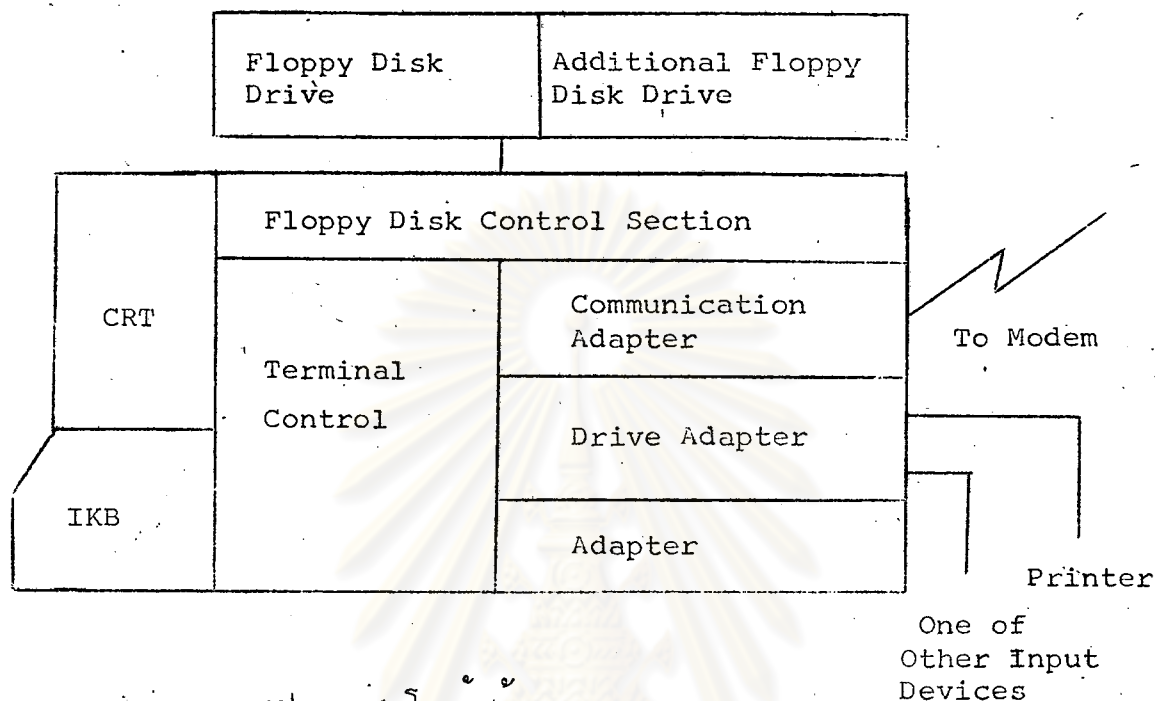 Floppy Disk
Drive
Additional Floppy
Disk Drive
Floppy Disk Control Section
CRT
Terminal
Control
Communication
Adapter
To Modem
Drive Adapter
IKB
Adapter
Printer
One of
Other Input
Devices